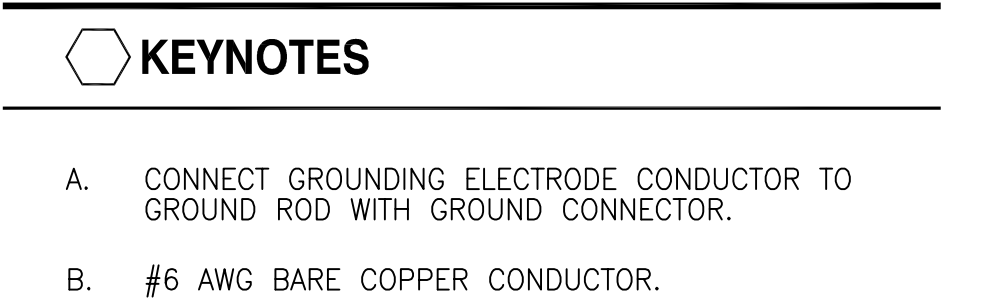 KEYNOTES
A. CONNECT GROUNDING ELECTRODE CONDUCTOR TO
GROUND ROD WITH GROUND CONNECTOR.
B. #6 AWG BARE COPPER CONDUCTOR.